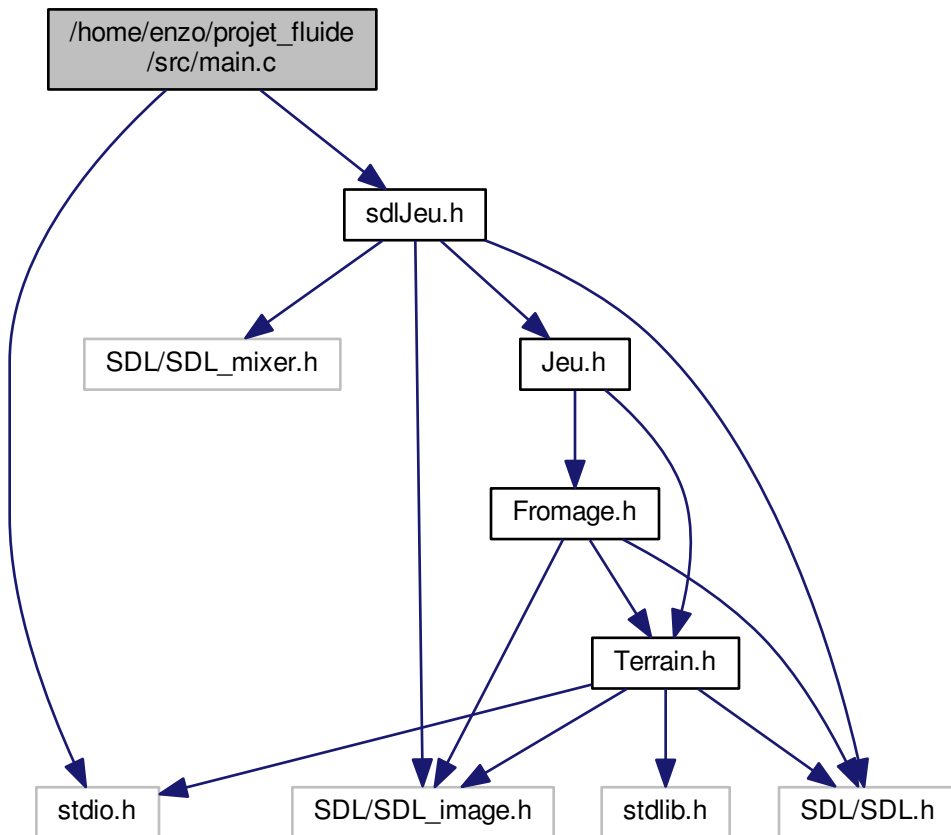 /home/enzo/projet_fluide
/src/main.c
sdlJeu.h
SDL/SDL_mixer.h
Jeu.h
Fromage.h
Terrain.h
stdio.h
SDL/SDL_image.h
stdlib.h
SDL/SDL.h